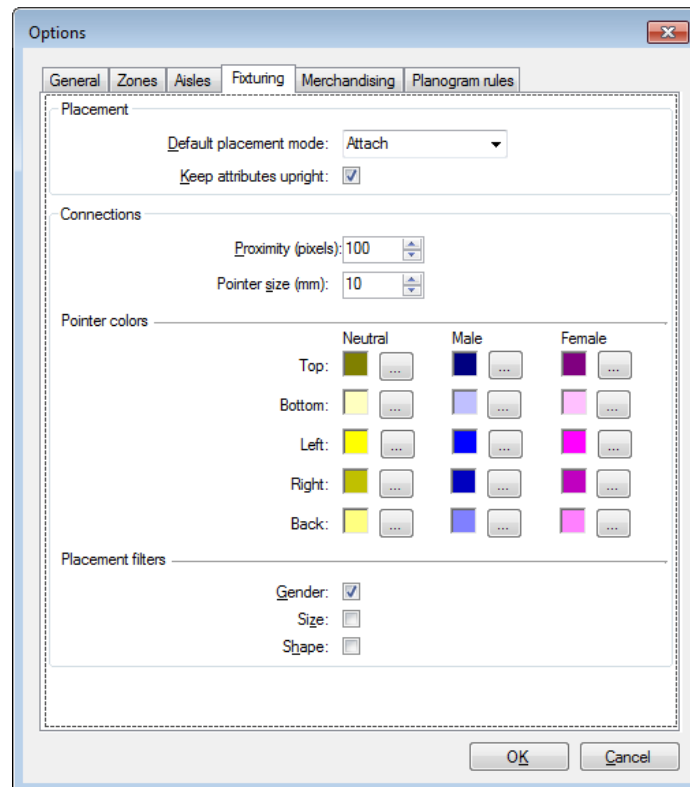 Options
General Zones Aisles Fixturing Merchandising Planogram rules
Placement
Default placement mode: Attach
Keep attributes upright:
Connections
Proximity (pixels): 100
Pointer size (mm): 10
Pointer colors
Neutral Male Female
Top: ... ... ...
Bottom: ... ... ...
Left: ... ... ...
Right: ... ... ...
Back: ... ... ...
Placement filters
Gender:
Size:
Shape:
OK Cancel